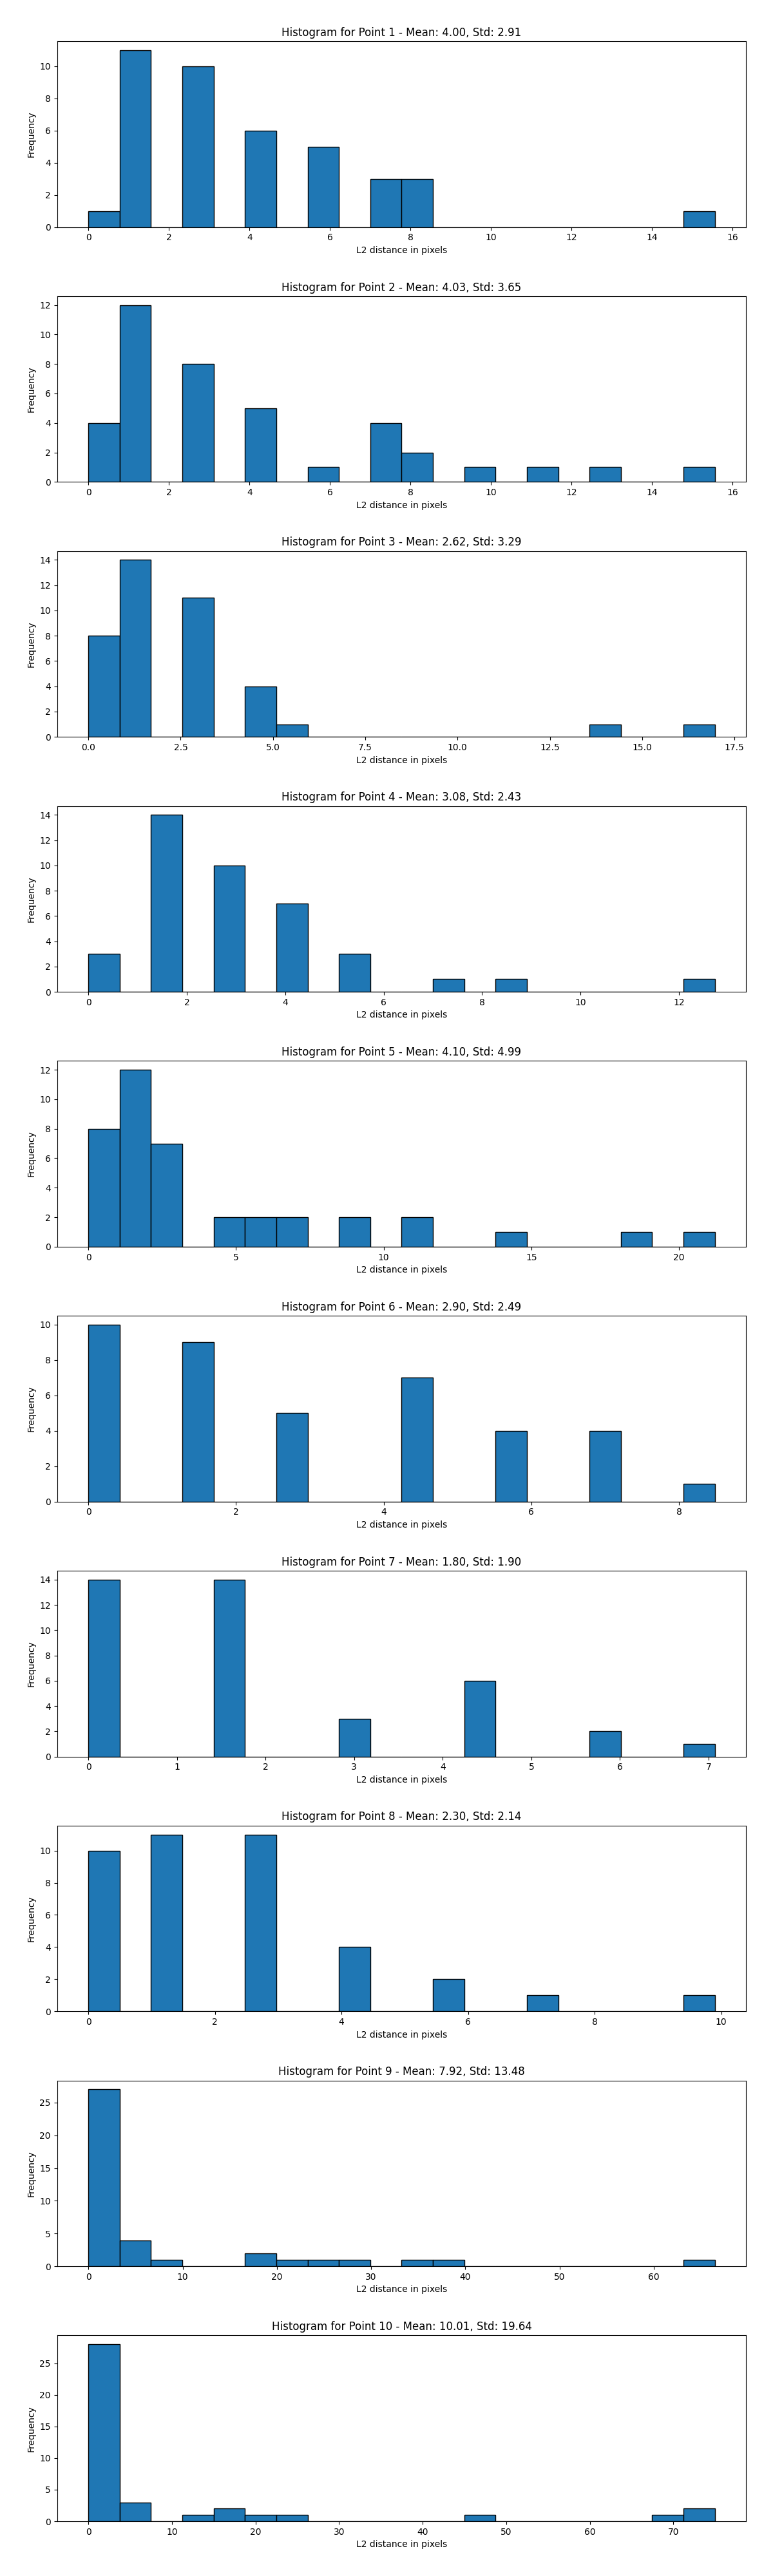 Histogram for Point 1 - Mean: 4.00, Std: 2.91
10
8
6
4
2
0
Frequency
0 2 4 6 8 10 12 14 16
L2 distance in pixels
Histogram for Point 2 - Mean: 4.03, Std: 3.65
12
10
8
6
4
2
0
Frequency
0 2 4 6 8 10 12 14 16
L2 distance in pixels
Histogram for Point 3 - Mean: 2.62, Std: 3.29
14
12
10
8
6
4
2
0
Frequency
0.0 2.5 5.0 7.5 10.0 12.5 15.0 17.5
L2 distance in pixels
Histogram for Point 4 - Mean: 3.08, Std: 2.43
14
12
10
8
6
4
2
0
Frequency
0 2 4 6 8 10 12
L2 distance in pixels
Histogram for Point 5 - Mean: 4.10, Std: 4.99
12
10
8
6
4
2
0
Frequency
0 5 10 15 20
L2 distance in pixels
Histogram for Point 6 - Mean: 2.90, Std: 2.49
10
8
6
4
2
0
Frequency
0 2 4 6 8
L2 distance in pixels
Histogram for Point 7 - Mean: 1.80, Std: 1.90
14
12
10
8
6
4
2
0
Frequency
0 1 2 3 4 5 6 7
L2 distance in pixels
Histogram for Point 8 - Mean: 2.30, Std: 2.14
10
8
6
4
2
0
Frequency
0 2 4 6 8 10
L2 distance in pixels
Histogram for Point 9 - Mean: 7.92, Std: 13.48
25
20
15
10
5
0
Frequency
0 10 20 30 40 50 60
L2 distance in pixels
Histogram for Point 10 - Mean: 10.01, Std: 19.64
25
20
15
10
5
0
Frequency
0 10 20 30 40 50 60 70
L2 distance in pixels